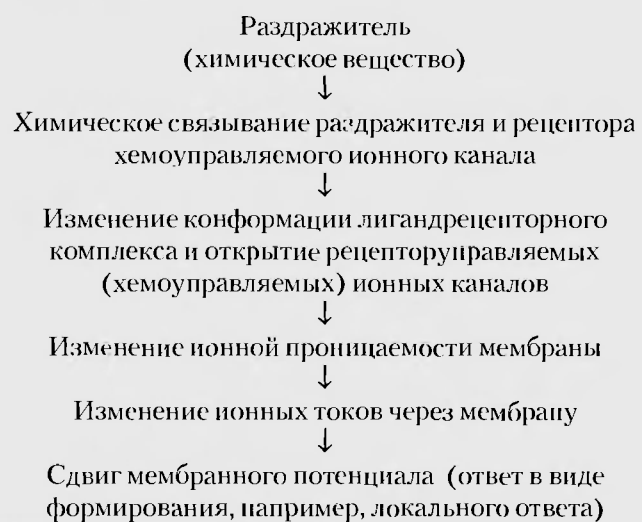 Раздражитель
(химическое вещество)
↓
Химическое связывание раздражителя и рецептора
хемоуправляемого ионного канала
↓
Изменение конформации лигандрецепторного
комплекса и открытие рецепторуправляемых
(хемоуправляемых) ионных каналов
↓
Изменение ионной проницаемости мембраны
↓
Изменение ионных токов через мембрану
↓
Сдвиг мембранного потенциала (ответ в виде
формирования, например, локального ответа)